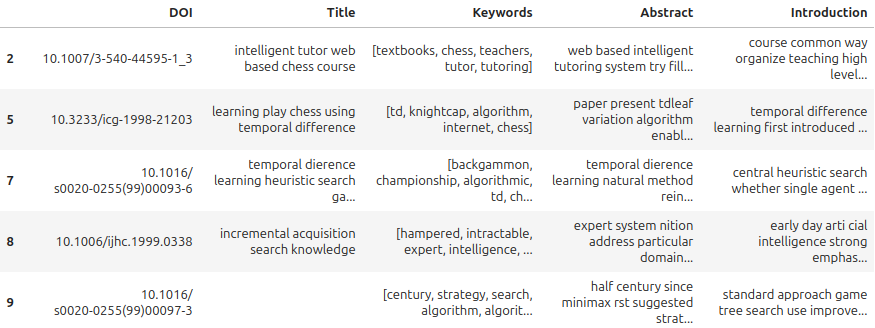 DOI Title Keywords Abstract Introduction
2 10.1007/3-540-44595-1_3 intelligent tutor web based chess course [textbooks, chess, teachers, tutor, tutoring] web based intelligent tutoring system try fill... course common way organize teaching high level...
5 10.3233/icg-1998-21203 learning play chess using temporal difference [td, knightcap, algorithm, internet, chess] paper present tdleaf variation algorithm enabl... temporal difference learning first introduced ...
7 10.1016/s0020-0255(99)00093-6 temporal dierence learning heuristic search ga... [backgammon, championship, algorithmic, td, ch... temporal dierence learning natural method rein... central heuristic search whether single agent ...
8 10.1006/ijhc.1999.0338 incremental acquisition search knowledge [hampered, intractable, expert, intelligence, ... expert system nition address particular domain... early day arti cial intelligence strong emphas...
9 10.1016/s0020-0255(99)00097-3 [century, strategy, search, algorithm, algorit... half century since minimax rst suggested strat... standard approach game tree search use improve...